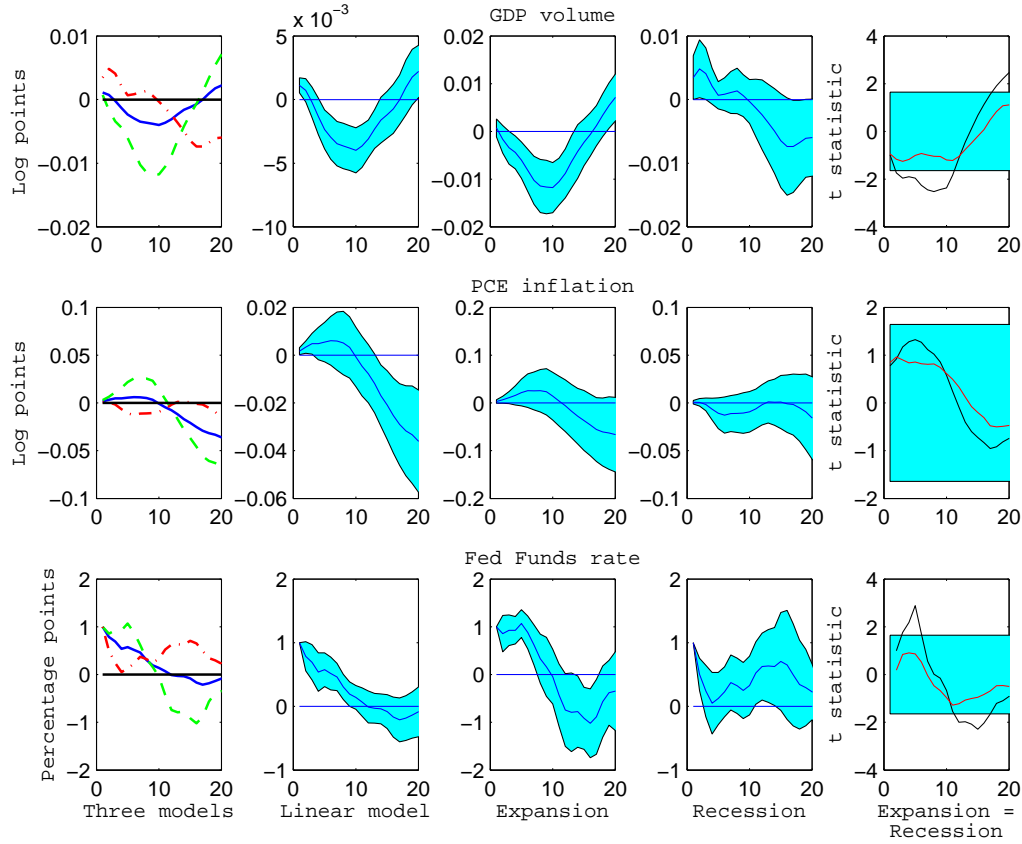 GDP volume
x 10⁻³
0.01 5 0.02 0.02 4
0.01 2
0 0 0.01 0 0
0
−0.01 −5 −0.01 −0.01 −2
−0.02 −10 −0.02 −0.02 −4
0 10 20 0 10 20 0 10 20 0 10 20 0 10 20
Log points
t statistic
PCE inflation
0.1 0.02 0.2 0.1 2
0.05 0 0.1 0.05 1
0 −0.02 0 0 0
−0.05 −0.04 −0.1 −0.05 −1
−0.1 −0.06 −0.2 −0.1 −2
0 10 20 0 10 20 0 10 20 0 10 20 0 10 20
Log points
t statistic
Fed Funds rate
2 2 2 2 4
1 1 1 1 2
0 0 0 0 0
−1 −1 −2
−2 −1 −2 −1 −4
0 10 20 0 10 20 0 10 20 0 10 20 0 10 20
Percentage points
t statistic
Three models Linear model Expansion Recession Expansion =
Recession